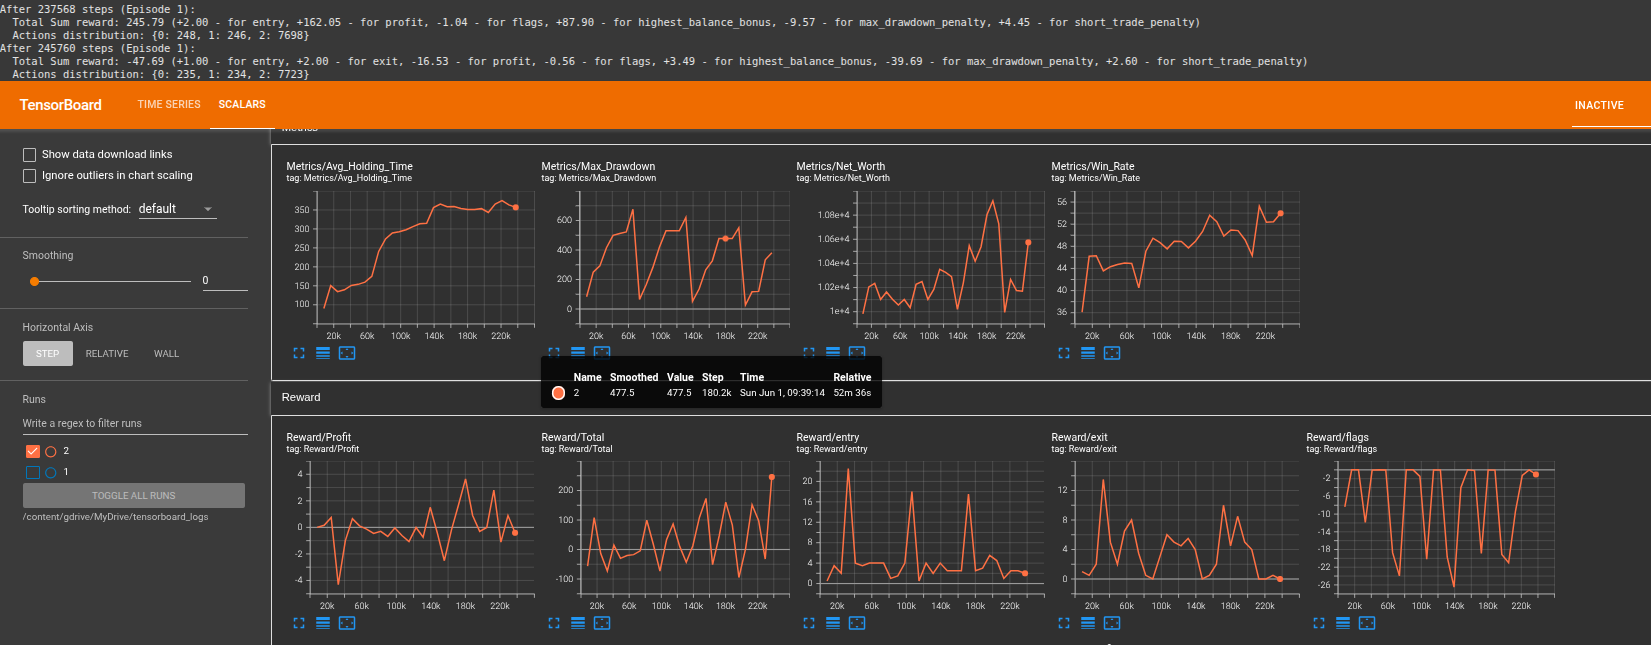 After 237568 steps (Episode 1):
Total Sum reward: 245.79 (+2.00 - for entry, +162.05 - for profit, -1.04 - for flags, +87.90 - for highest_balance_bonus, -9.57 - for max_drawdown_penalty, +4.45 - for short_trade_penalty)
Actions distribution: {0: 248, 1: 246, 2: 7698}
After 245760 steps (Episode 1):
Total Sum reward: -47.69 (+1.00 - for entry, +2.00 - for exit, -16.53 - for profit, -0.56 - for flags, +3.49 - for highest_balance_bonus, -39.69 - for max_drawdown_penalty, +2.60 - for short_trade_penalty)
Actions distribution: {0: 235, 1: 234, 2: 7723}
TensorBoard TIME SERIES SCALARS INACTIVE
Metrics
Show data download links
Ignore outliers in chart scaling
Tooltip sorting method: default
Smoothing
0
Horizontal Axis
STEP RELATIVE WALL
Runs
Write a regex to filter runs
2
1
TOGGLE ALL RUNS
/content/gdrive/MyDrive/tensorboard_logs
Metrics/Avg_Holding_Time
tag: Metrics/Avg_Holding_Time
350
300
250
200
150
100
20k 60k 100k 140k 180k 220k
Metrics/Max_Drawdown
tag: Metrics/Max_Drawdown
600
400
200
0
20k 60k 100k 140k 180k 220k
Metrics/Net_Worth
tag: Metrics/Net_Worth
1.08e+4
1.06e+4
1.04e+4
1.02e+4
1e+4
20k 60k 100k 140k 180k 220k
Metrics/Win_Rate
tag: Metrics/Win_Rate
56
52
48
44
40
36
20k 60k 100k 140k 180k 220k
Name Smoothed Value Step Time Relative
2 477.5 477.5 180.2k Sun Jun 1, 09:39:14 52m 36s
Reward
Reward/Profit
tag: Reward/Profit
4
2
0
-2
-4
20k 60k 100k 140k 180k 220k
Reward/Total
tag: Reward/Total
200
100
0
-100
20k 60k 100k 140k 180k 220k
Reward/entry
tag: Reward/entry
20
16
12
8
4
0
20k 60k 100k 140k 180k 220k
Reward/exit
tag: Reward/exit
12
8
4
0
20k 60k 100k 140k 180k 220k
Reward/flags
tag: Reward/flags
-2
-6
-10
-14
-18
-22
-26
20k 60k 100k 140k 180k 220k